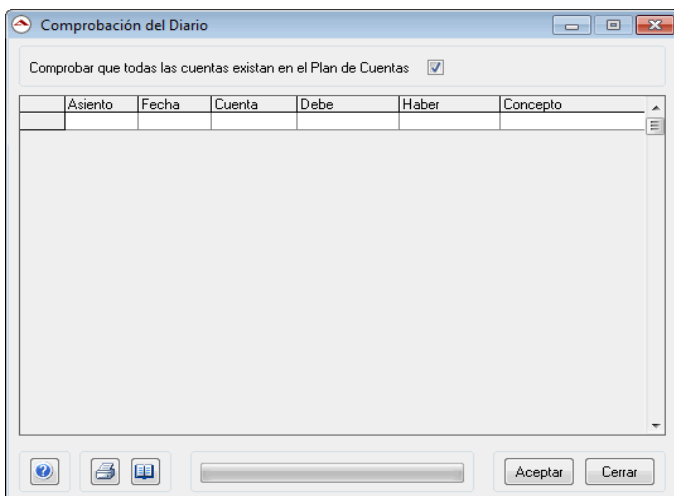 Comprobación del Diario
Comprobar que todas las cuentas existan en el Plan de Cuentas
Asiento Fecha Cuenta Debe Haber Concepto
Aceptar Cerrar